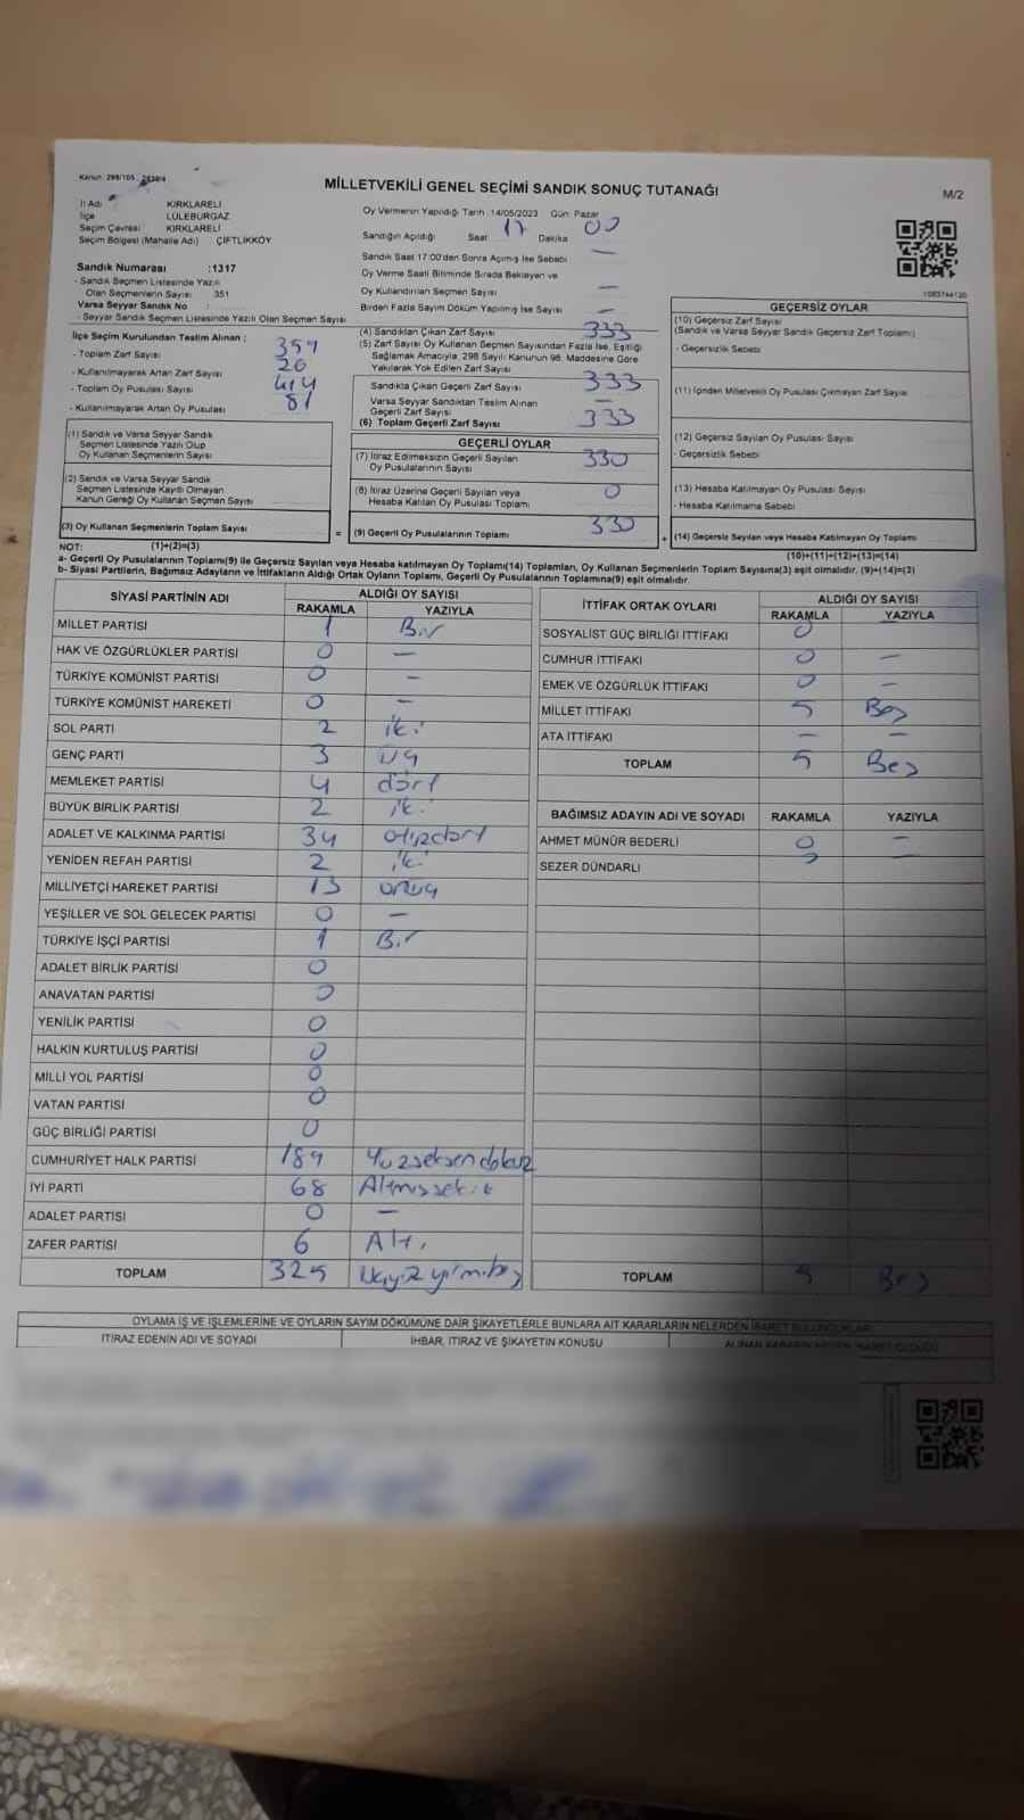 Kanun: 298/105
MİLLETVEKİLİ GENEL SEÇİMİ SANDIK SONUÇ TUTANAĞI
M/2
İl Adı KIRKLARELİ
İlçe LÜLEBURGAZ
Seçim Çevresi KIRKLARELİ
Seçim Bölgesi (Mahalle Adı) ÇİFTLİKKÖY
Oy Vermenin Yapıldığı Tarih :14/05/2023 Gün: Pazar
Sandığın Açıldığı Saat 17 Dakika 00
Sandık Saat 17:00'den Sonra Açılmış İse Sebebi —
Oy Verme Saati Bitiminde Sırada Bekleyen ve
Oy Kullandırılan Seçmen Sayısı —
Birden Fazla Sayım Döküm Yapılmış İse Sayısı —
Sandık Numarası :1317
- Sandık Seçmen Listesinde Yazılı
Olan Seçmenlerin Sayısı 351
Varsa Seyyar Sandık No :
- Seyyar Sandık Seçmen Listesinde Yazılı Olan Seçmen Sayısı
İlçe Seçim Kurulundan Teslim Alınan :
- Toplam Zarf Sayısı 359
- Kullanılmayarak Artan Zarf Sayısı 26
- Toplam Oy Pusulası Sayısı 414
- Kullanılmayarak Artan Oy Pusulası 81
(4) Sandıktan Çıkan Zarf Sayısı 333
(5) Zarf Sayısı Oy Kullanan Seçmen Sayısından Fazla İse, Eşitliği
Sağlamak Amacıyla, 298 Sayılı Kanunun 98. Maddesine Göre
Yakılarak Yok Edilen Zarf Sayısı
Sandıkta Çıkan Geçerli Zarf Sayısı 333
Varsa Seyyar Sandıktan Teslim Alınan
Geçerli Zarf Sayısı —
(6) Toplam Geçerli Zarf Sayısı 333
GEÇERLİ OYLAR
(7) İtiraz Edilmeksizin Geçerli Sayılan
Oy Pusulalarının Sayısı 330
(8) İtiraz Üzerine Geçerli Sayılan veya
Hesaba Katılan Oy Pusulası Toplamı 0
(9) Geçerli Oy Pusulalarının Toplamı 330
GEÇERSİZ OYLAR
(10) Geçersiz Zarf Sayısı
(Sandık ve Varsa Seyyar Sandık Geçersiz Zarf Toplamı)
- Geçersizlik Sebebi
(11) İçinden Milletvekili Oy Pusulası Çıkmayan Zarf Sayısı
(12) Geçersiz Sayılan Oy Pusulası Sayısı
- Geçersizlik Sebebi
(13) Hesaba Katılmayan Oy Pusulası Sayısı
- Hesaba Katılmama Sebebi
(14) Geçersiz Sayılan veya Hesaba Katılmayan Oy Toplamı
(10)+(11)+(12)+(13)=(14)
(1) Sandık ve Varsa Seyyar Sandık
Seçmen Listesinde Yazılı Olup
Oy Kullanan Seçmenlerin Sayısı
(2) Sandık ve Varsa Seyyar Sandık
Seçmen Listesinde Kayıtlı Olmayan
Kanun Gereği Oy Kullanan Seçmen Sayısı
(3) Oy Kullanan Seçmenlerin Toplam Sayısı
(1)+(2)=(3)
NOT:
a- Geçerli Oy Pusulalarının Toplamı(9) ile Geçersiz Sayılan veya Hesaba katılmayan Oy Toplamı(14) Toplamları, Oy Kullanan Seçmenlerin Toplam Sayısına(3) eşit olmalıdır. (9)+(14)=(3)
b- Siyasi Partilerin, Bağımsız Adayların ve İttifakların Aldığı Ortak Oyların Toplamı, Geçerli Oy Pusulalarının Toplamına(9) eşit olmalıdır.
SİYASİ PARTİNİN ADI ALDIĞI OY SAYISI
RAKAMLA YAZIYLA
MİLLET PARTİSİ 1 Bir
HAK VE ÖZGÜRLÜKLER PARTİSİ 0 —
TÜRKİYE KOMÜNİST PARTİSİ 0 —
TÜRKİYE KOMÜNİST HAREKETİ 0 —
SOL PARTİ 2 iki
GENÇ PARTİ 3 üç
MEMLEKET PARTİSİ 4 dört
BÜYÜK BİRLİK PARTİSİ 2 iki
ADALET VE KALKINMA PARTİSİ 34 otuzdört
YENİDEN REFAH PARTİSİ 2 iki
MİLLİYETÇİ HAREKET PARTİSİ 13 onüç
YEŞİLLER VE SOL GELECEK PARTİSİ 0 —
TÜRKİYE İŞÇİ PARTİSİ 1 Bir
ADALET BİRLİK PARTİSİ 0
ANAVATAN PARTİSİ 0
YENİLİK PARTİSİ 0
HALKIN KURTULUŞ PARTİSİ 0
MİLLİ YOL PARTİSİ 0
VATAN PARTİSİ 0
GÜÇ BİRLİĞİ PARTİSİ 0
CUMHURİYET HALK PARTİSİ 189 Yüzseksendokuz
İYİ PARTİ 68 Altmışsekiz
ADALET PARTİSİ 0 —
ZAFER PARTİSİ 6 Altı
TOPLAM 325 Üçyüzyirmibeş
İTTİFAK ORTAK OYLARI ALDIĞI OY SAYISI
RAKAMLA YAZIYLA
SOSYALİST GÜÇ BİRLİĞİ İTTİFAKI 0
CUMHUR İTTİFAKI 0 —
EMEK VE ÖZGÜRLÜK İTTİFAKI 0 —
MİLLET İTTİFAKI 5 Beş
ATA İTTİFAKI — —
TOPLAM 5 Beş
BAĞIMSIZ ADAYIN ADI VE SOYADI RAKAMLA YAZIYLA
AHMET MÜNÜR BEDERLİ 0 —
SEZER DÜNDARLI 0 —
TOPLAM 5 Beş
OYLAMA İŞ VE İŞLEMLERİNE VE OYLARIN SAYIM DÖKÜMÜNE DAİR ŞİKAYETLERLE BUNLARA AİT KARARLARIN NELERDEN İBARET BULUNDUKLARI
İTİRAZ EDENİN ADI VE SOYADI İHBAR, İTİRAZ VE ŞİKAYETİN KONUSU